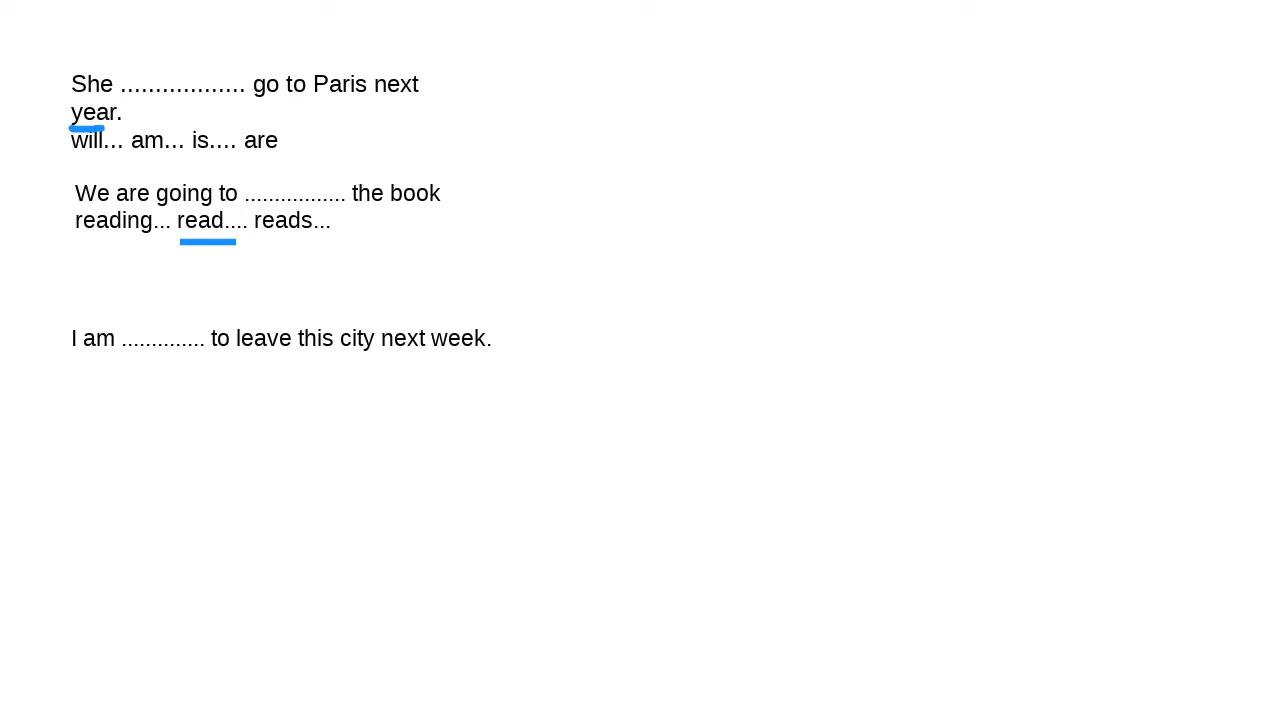 She .................. go to Paris next
year.
will... am... is.... are
We are going to ................. the book
reading... read.... reads...
I am .............. to leave this city next week.